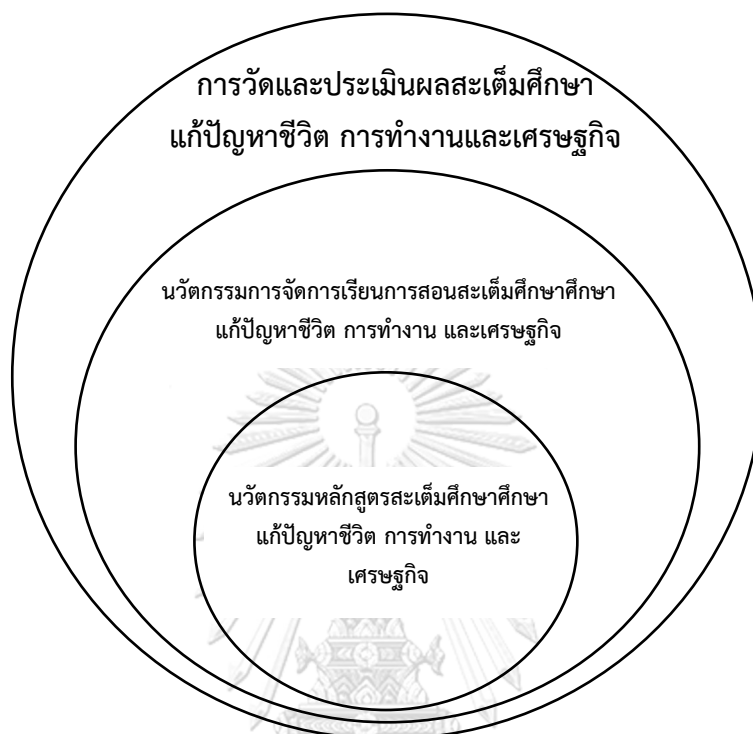 การวัดและประเมินผลสะเต็มศึกษา
แก้ปัญหาชีวิต การทำงานและเศรษฐกิจ
นวัตกรรมการจัดการเรียนการสอนสะเต็มศึกษาศึกษา
แก้ปัญหาชีวิต การทำงาน และเศรษฐกิจ
นวัตกรรมหลักสูตรสะเต็มศึกษาศึกษา
แก้ปัญหาชีวิต การทำงาน และ
เศรษฐกิจ